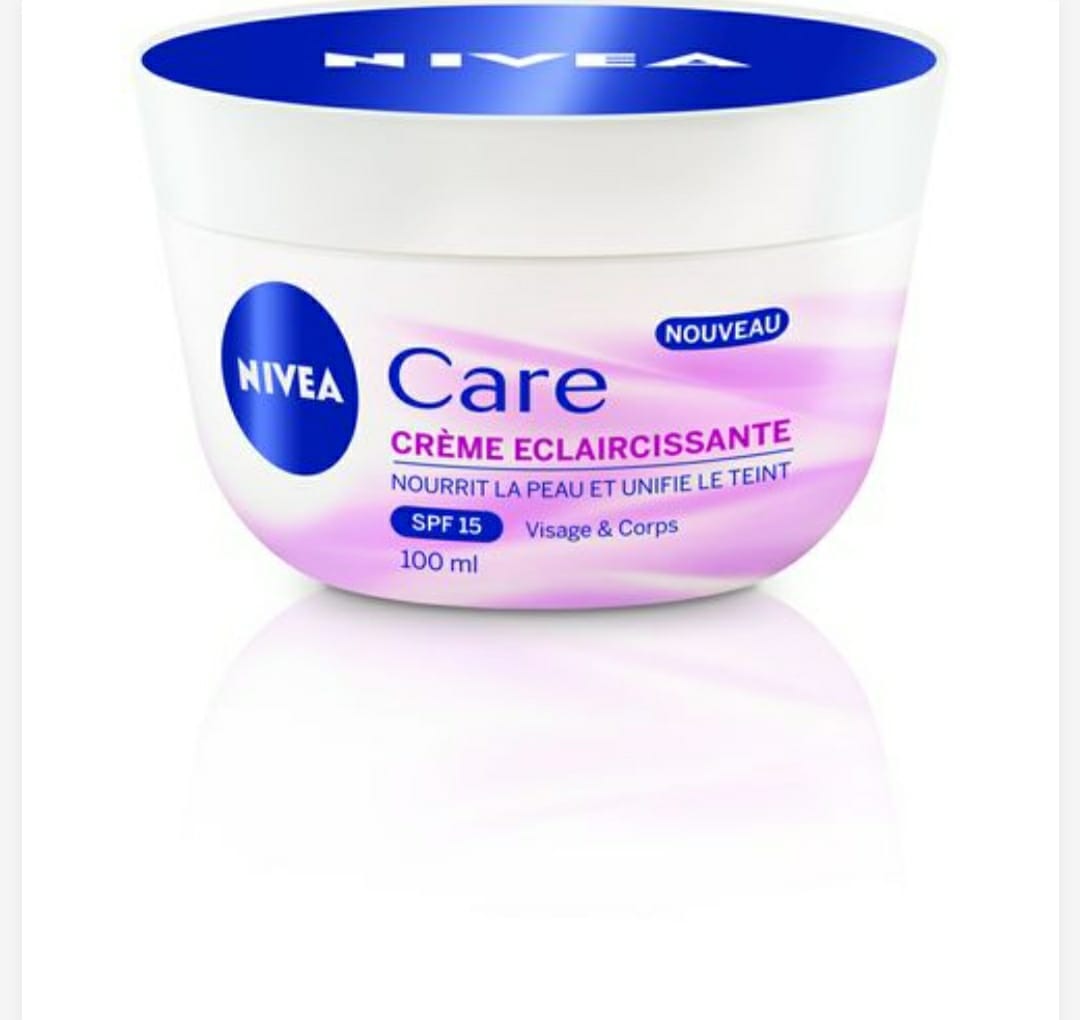 NIVEA
NIVEA
NOUVEAU
Care
CRÈME ECLAIRCISSANTE
NOURRIT LA PEAU ET UNIFIE LE TEINT
SPF 15 Visage & Corps
100 ml